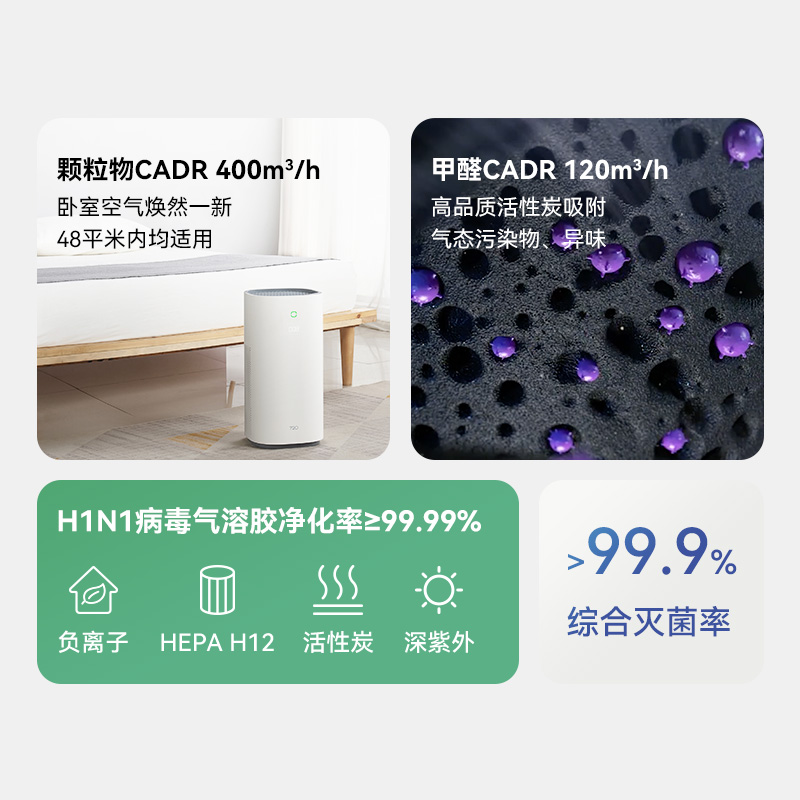 颗粒物CADR 400m³/h
卧室空气焕然一新
48平米内均适用
甲醛CADR 120m³/h
高品质活性炭吸附
气态污染物、异味
H1N1病毒气溶胶净化率≥99.99%
负离子
HEPA H12
活性炭
深紫外
>99.9%
综合灭菌率